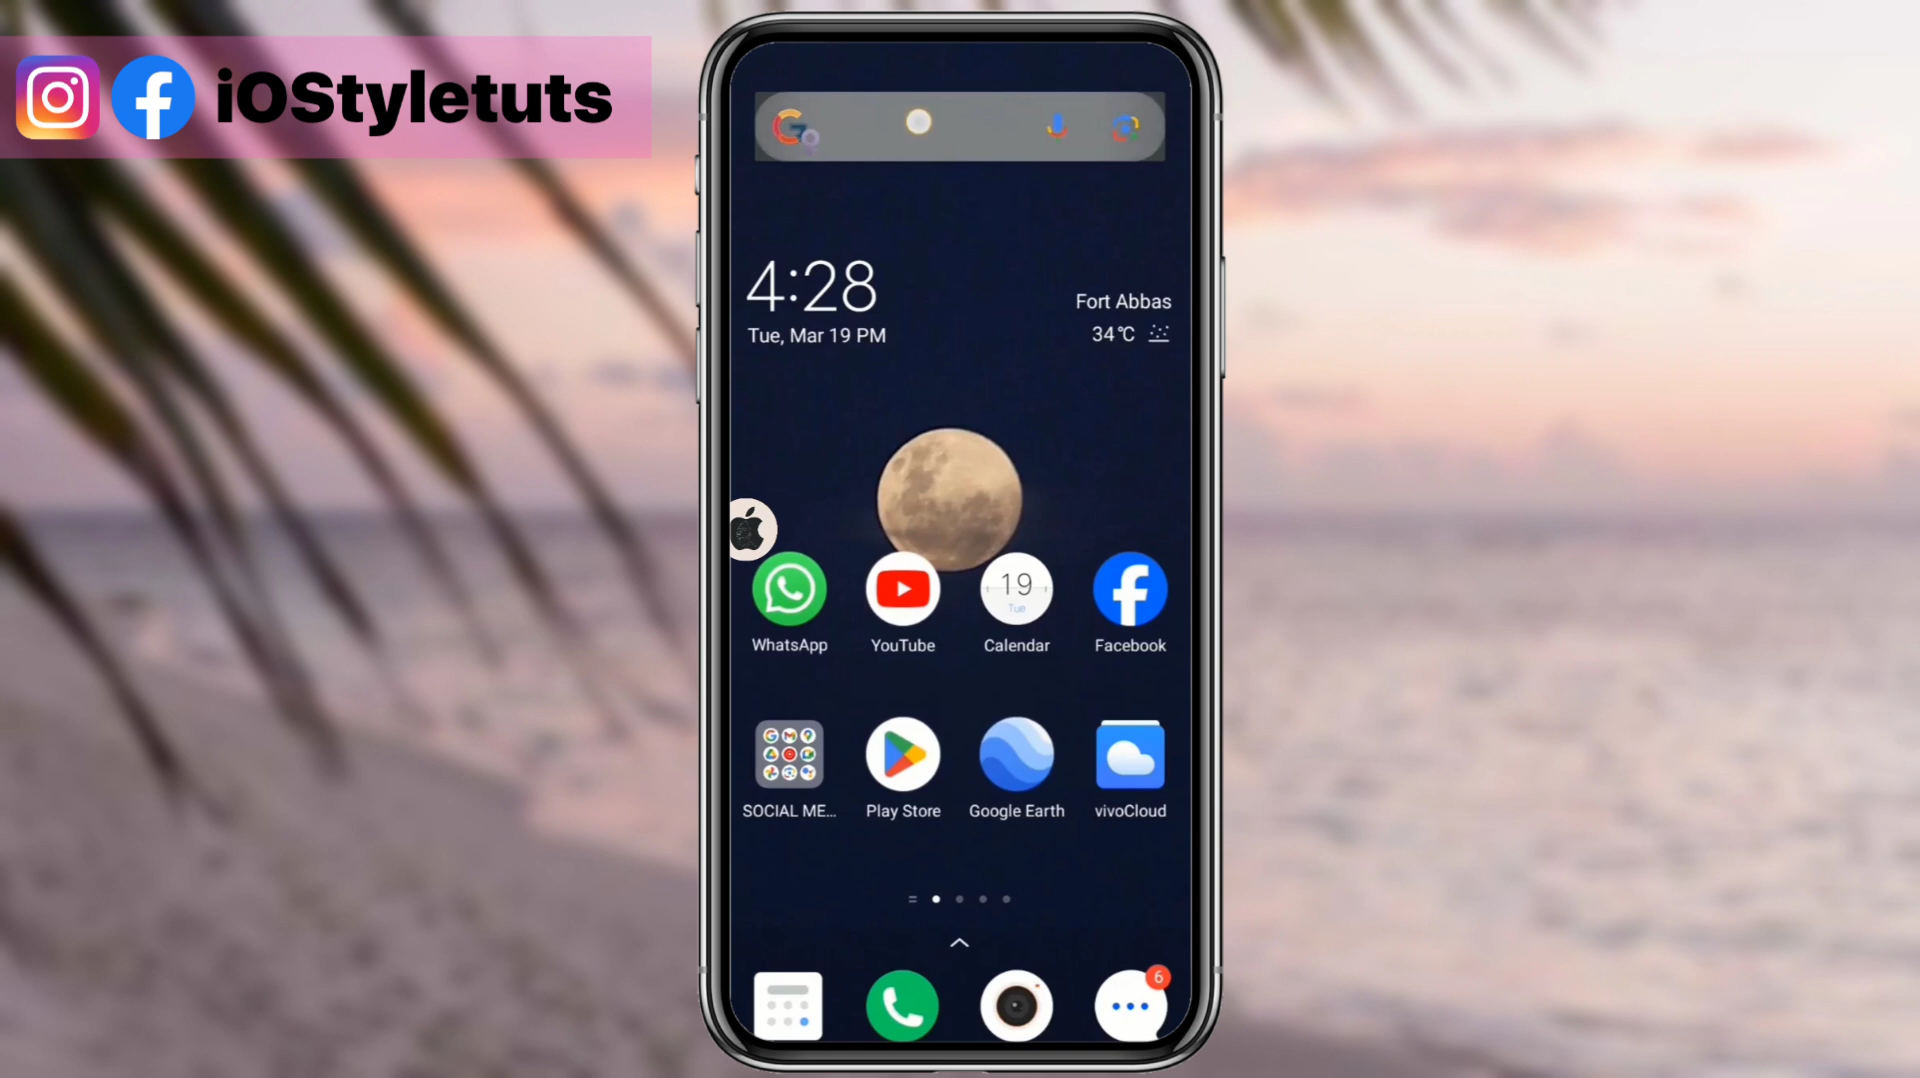 iOStyletuts
4:28
Tue, Mar 19 PM
Fort Abbas
34°C
19
Tue
WhatsApp
YouTube
Calendar
Facebook
SOCIAL ME...
Play Store
Google Earth
vivoCloud
6